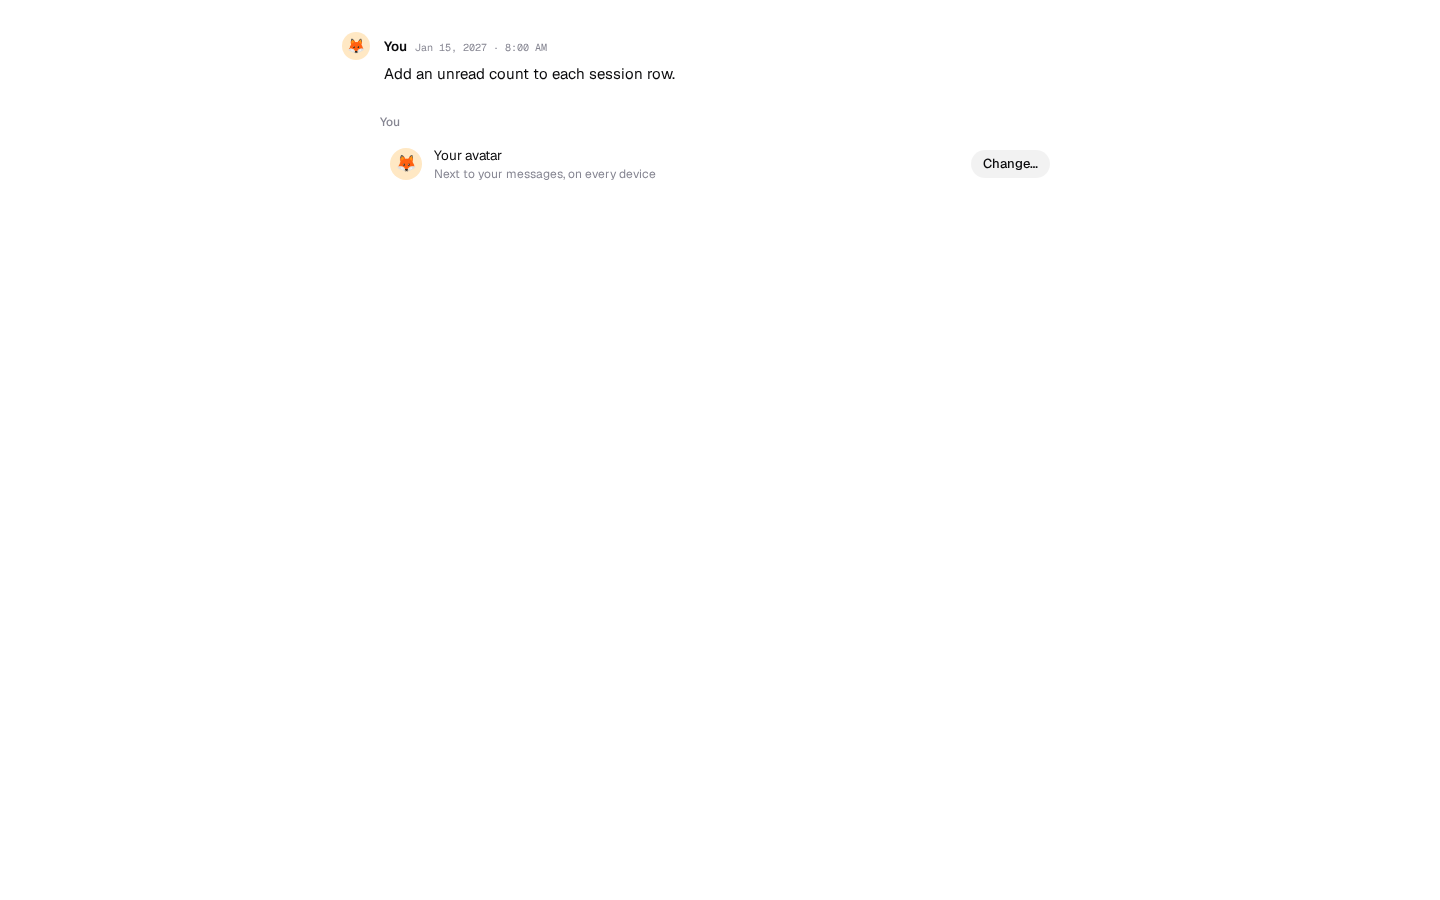 You Jan 15, 2027 · 8:00 AM
Add an unread count to each session row.
You
Your avatar
Next to your messages, on every device
Change...